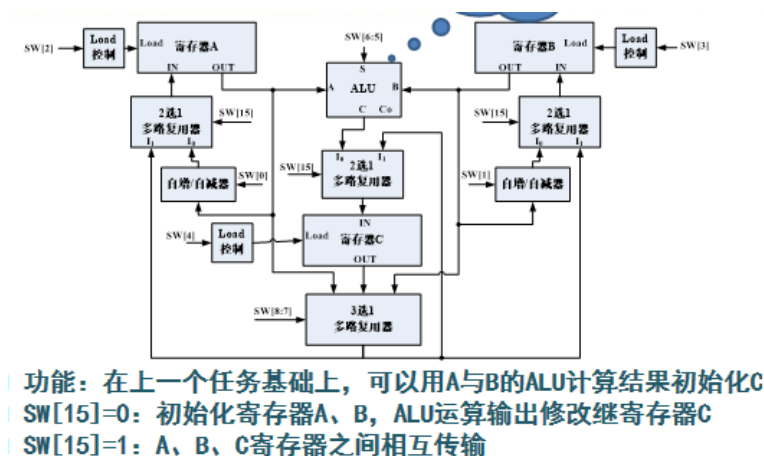 SW[2]
Load
控制
Load
寄存器A
IN
OUT
SW[6:5]
S
A
ALU
B
C
Co
寄存器B
Load
OUT
IN
Load
控制
SW[3]
2选1
多路复用器
I1
I0
SW[15]
SW[15]
I0
I1
2选1
多路复用器
SW[15]
2选1
多路复用器
I0
I1
自增/自减器
SW[0]
SW[1]
自增/自减器
SW[4]
Load
控制
Load
IN
寄存器C
OUT
SW[8:7]
3选1
多路复用器
功能：在上一个任务基础上，可以用A与B的ALU计算结果初始化C
SW[15]=0：初始化寄存器A、B，ALU运算输出修改继寄存器C
SW[15]=1：A、B、C寄存器之间相互传输